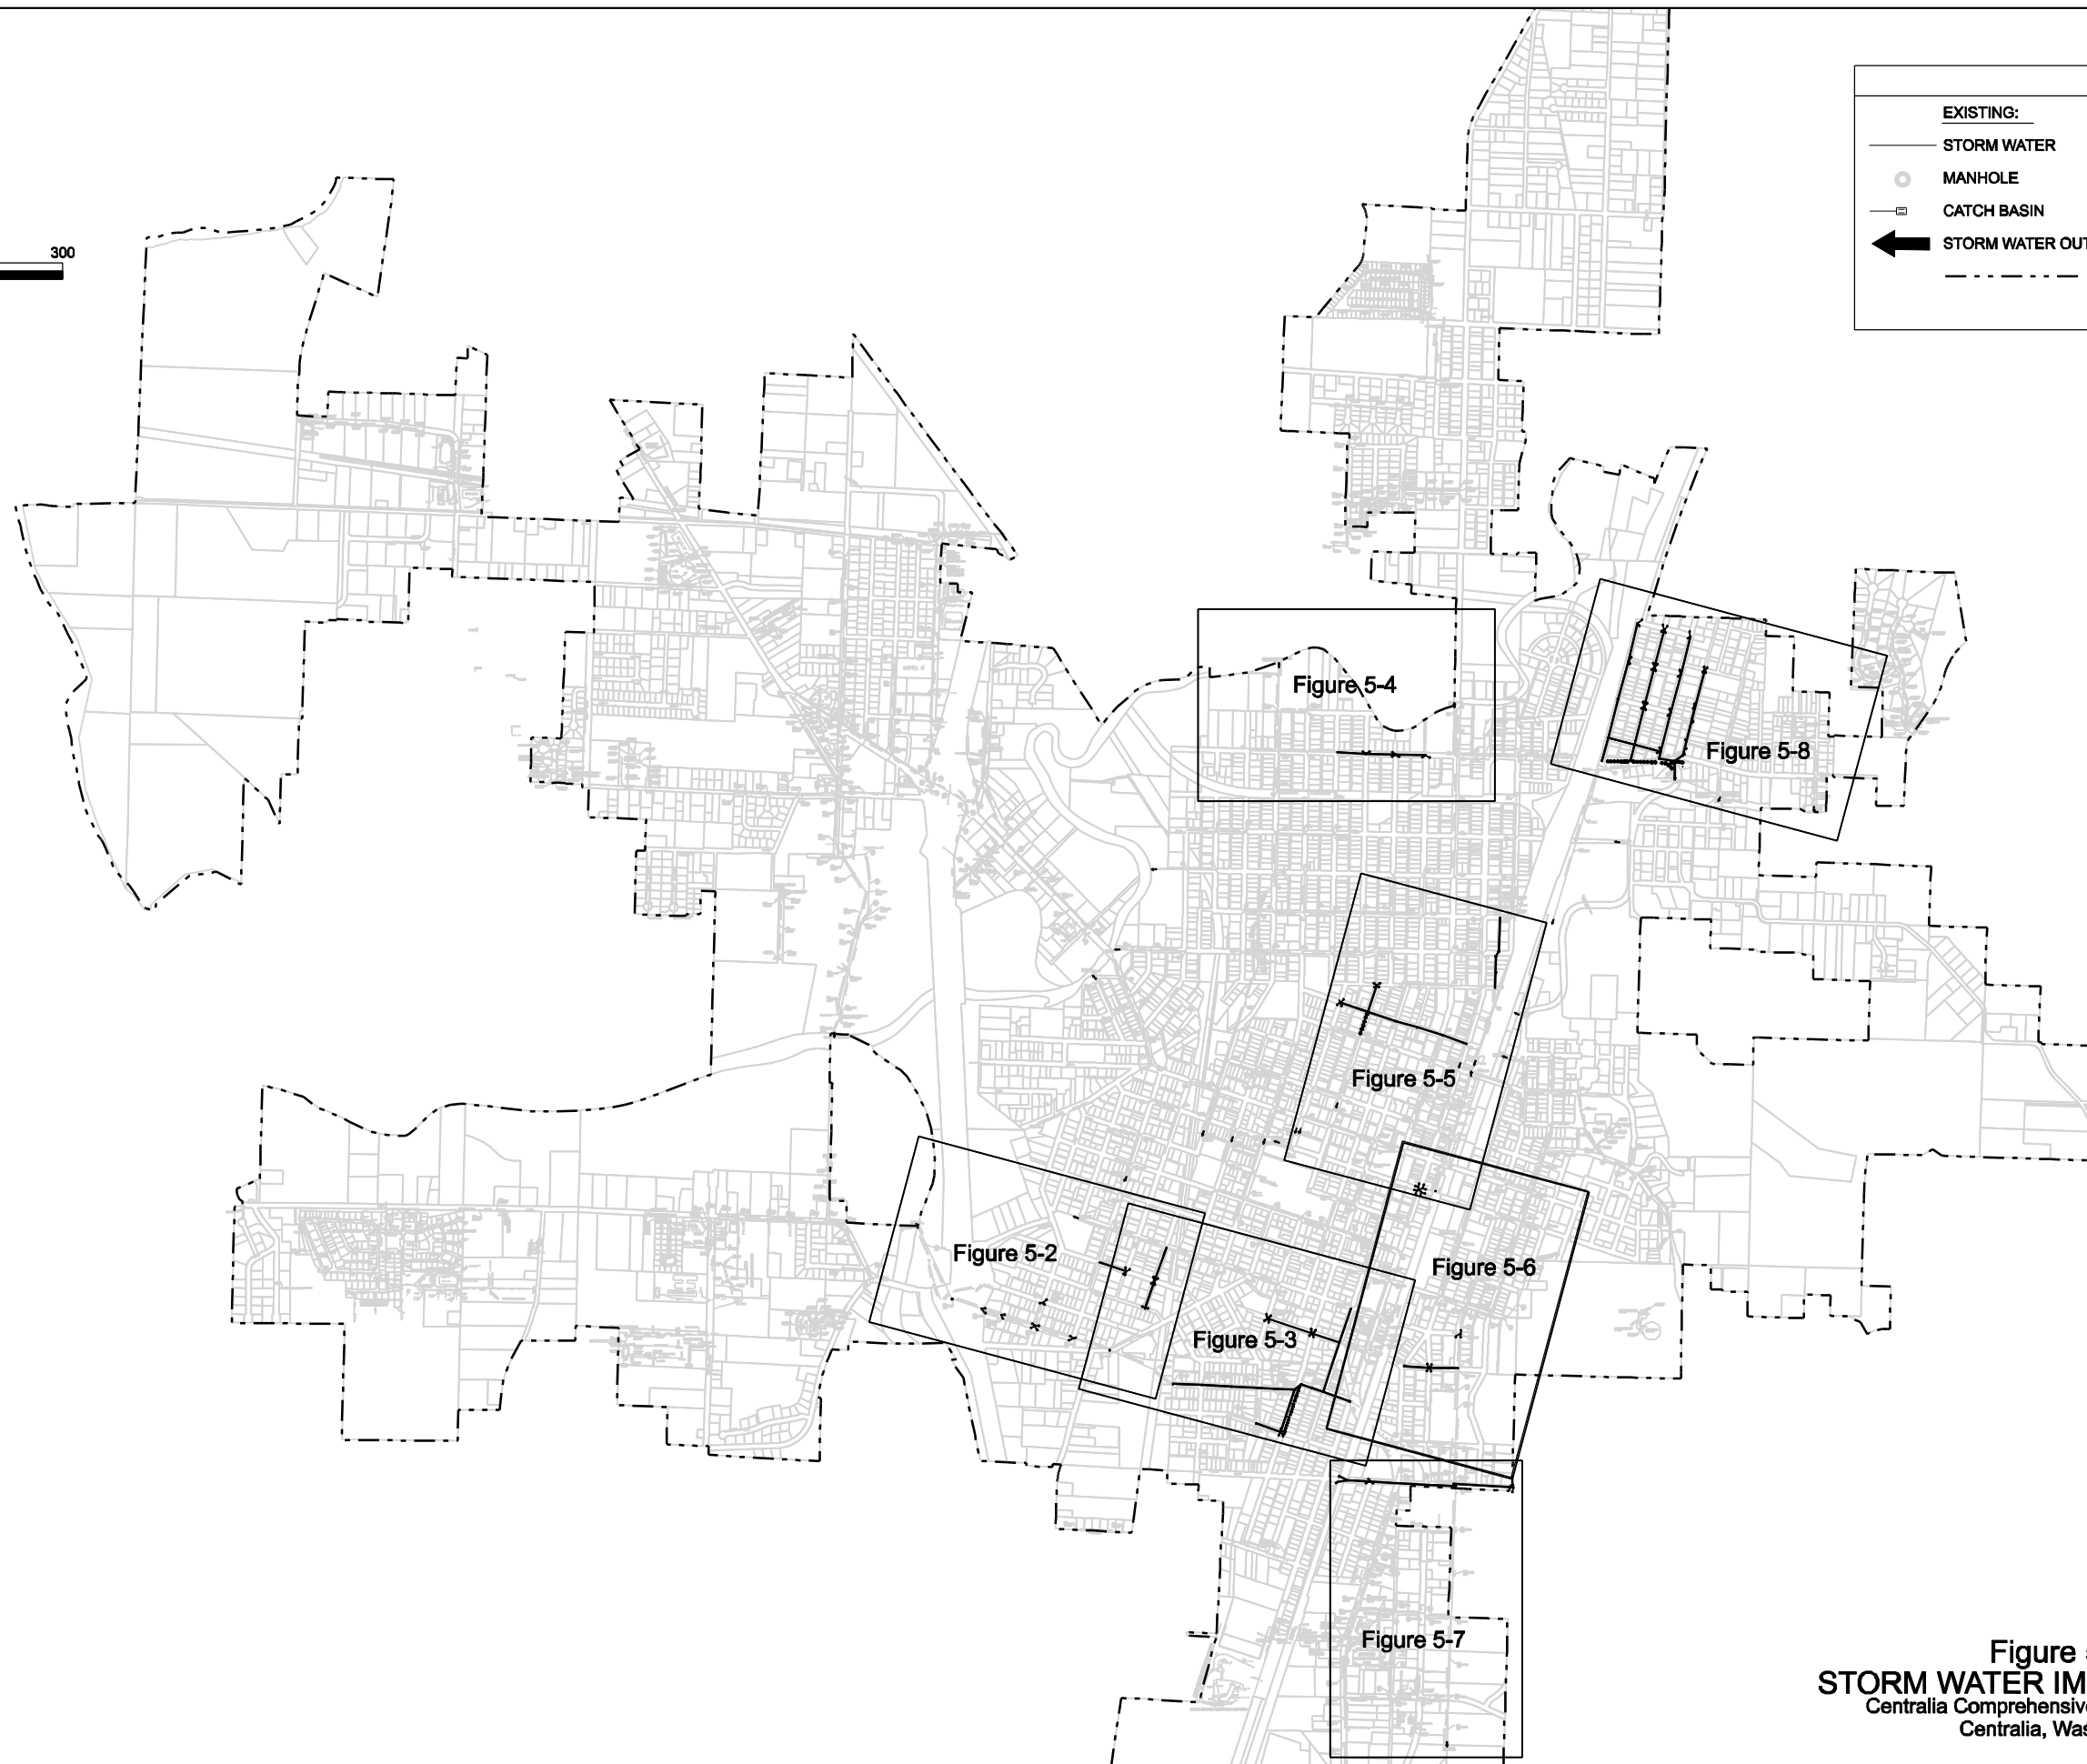 EXISTING:
STORM WATER
MANHOLE
CATCH BASIN
STORM WATER OUT
300
Figure 5-4
Figure 5-8
Figure 5-5
Figure 5-2
Figure 5-6
Figure 5-3
Figure 5-7
Figure
STORM WATER IM
Centralia Comprehensive
Centralia, Was